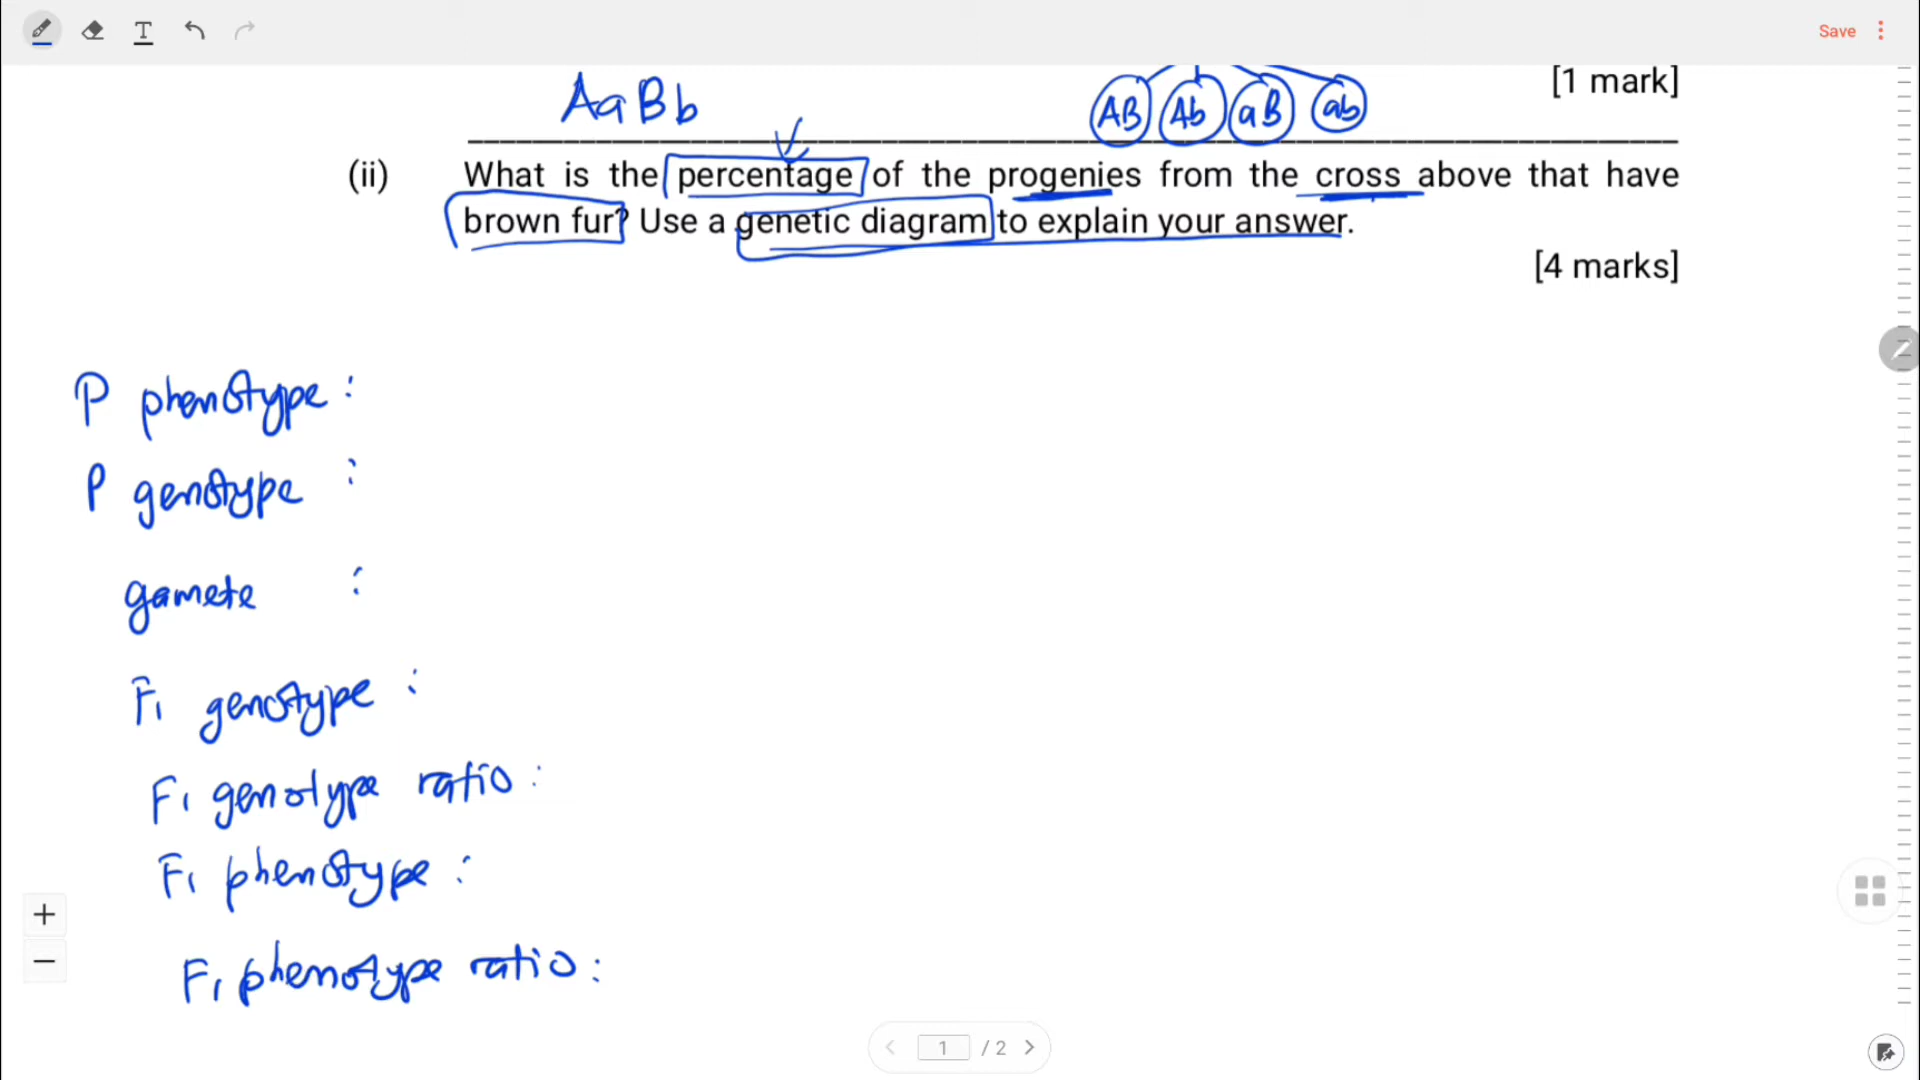 Save
[1 mark]
AaBb
AB Ab aB ab
(ii) What is the percentage of the progenies from the cross above that have
brown fur? Use a genetic diagram to explain your answer.
[4 marks]
P phenotype :
P genotype :
gamete :
F1 genotype :
F1 genotype ratio :
F1 phenotype :
F1 phenotype ratio :
1 / 2